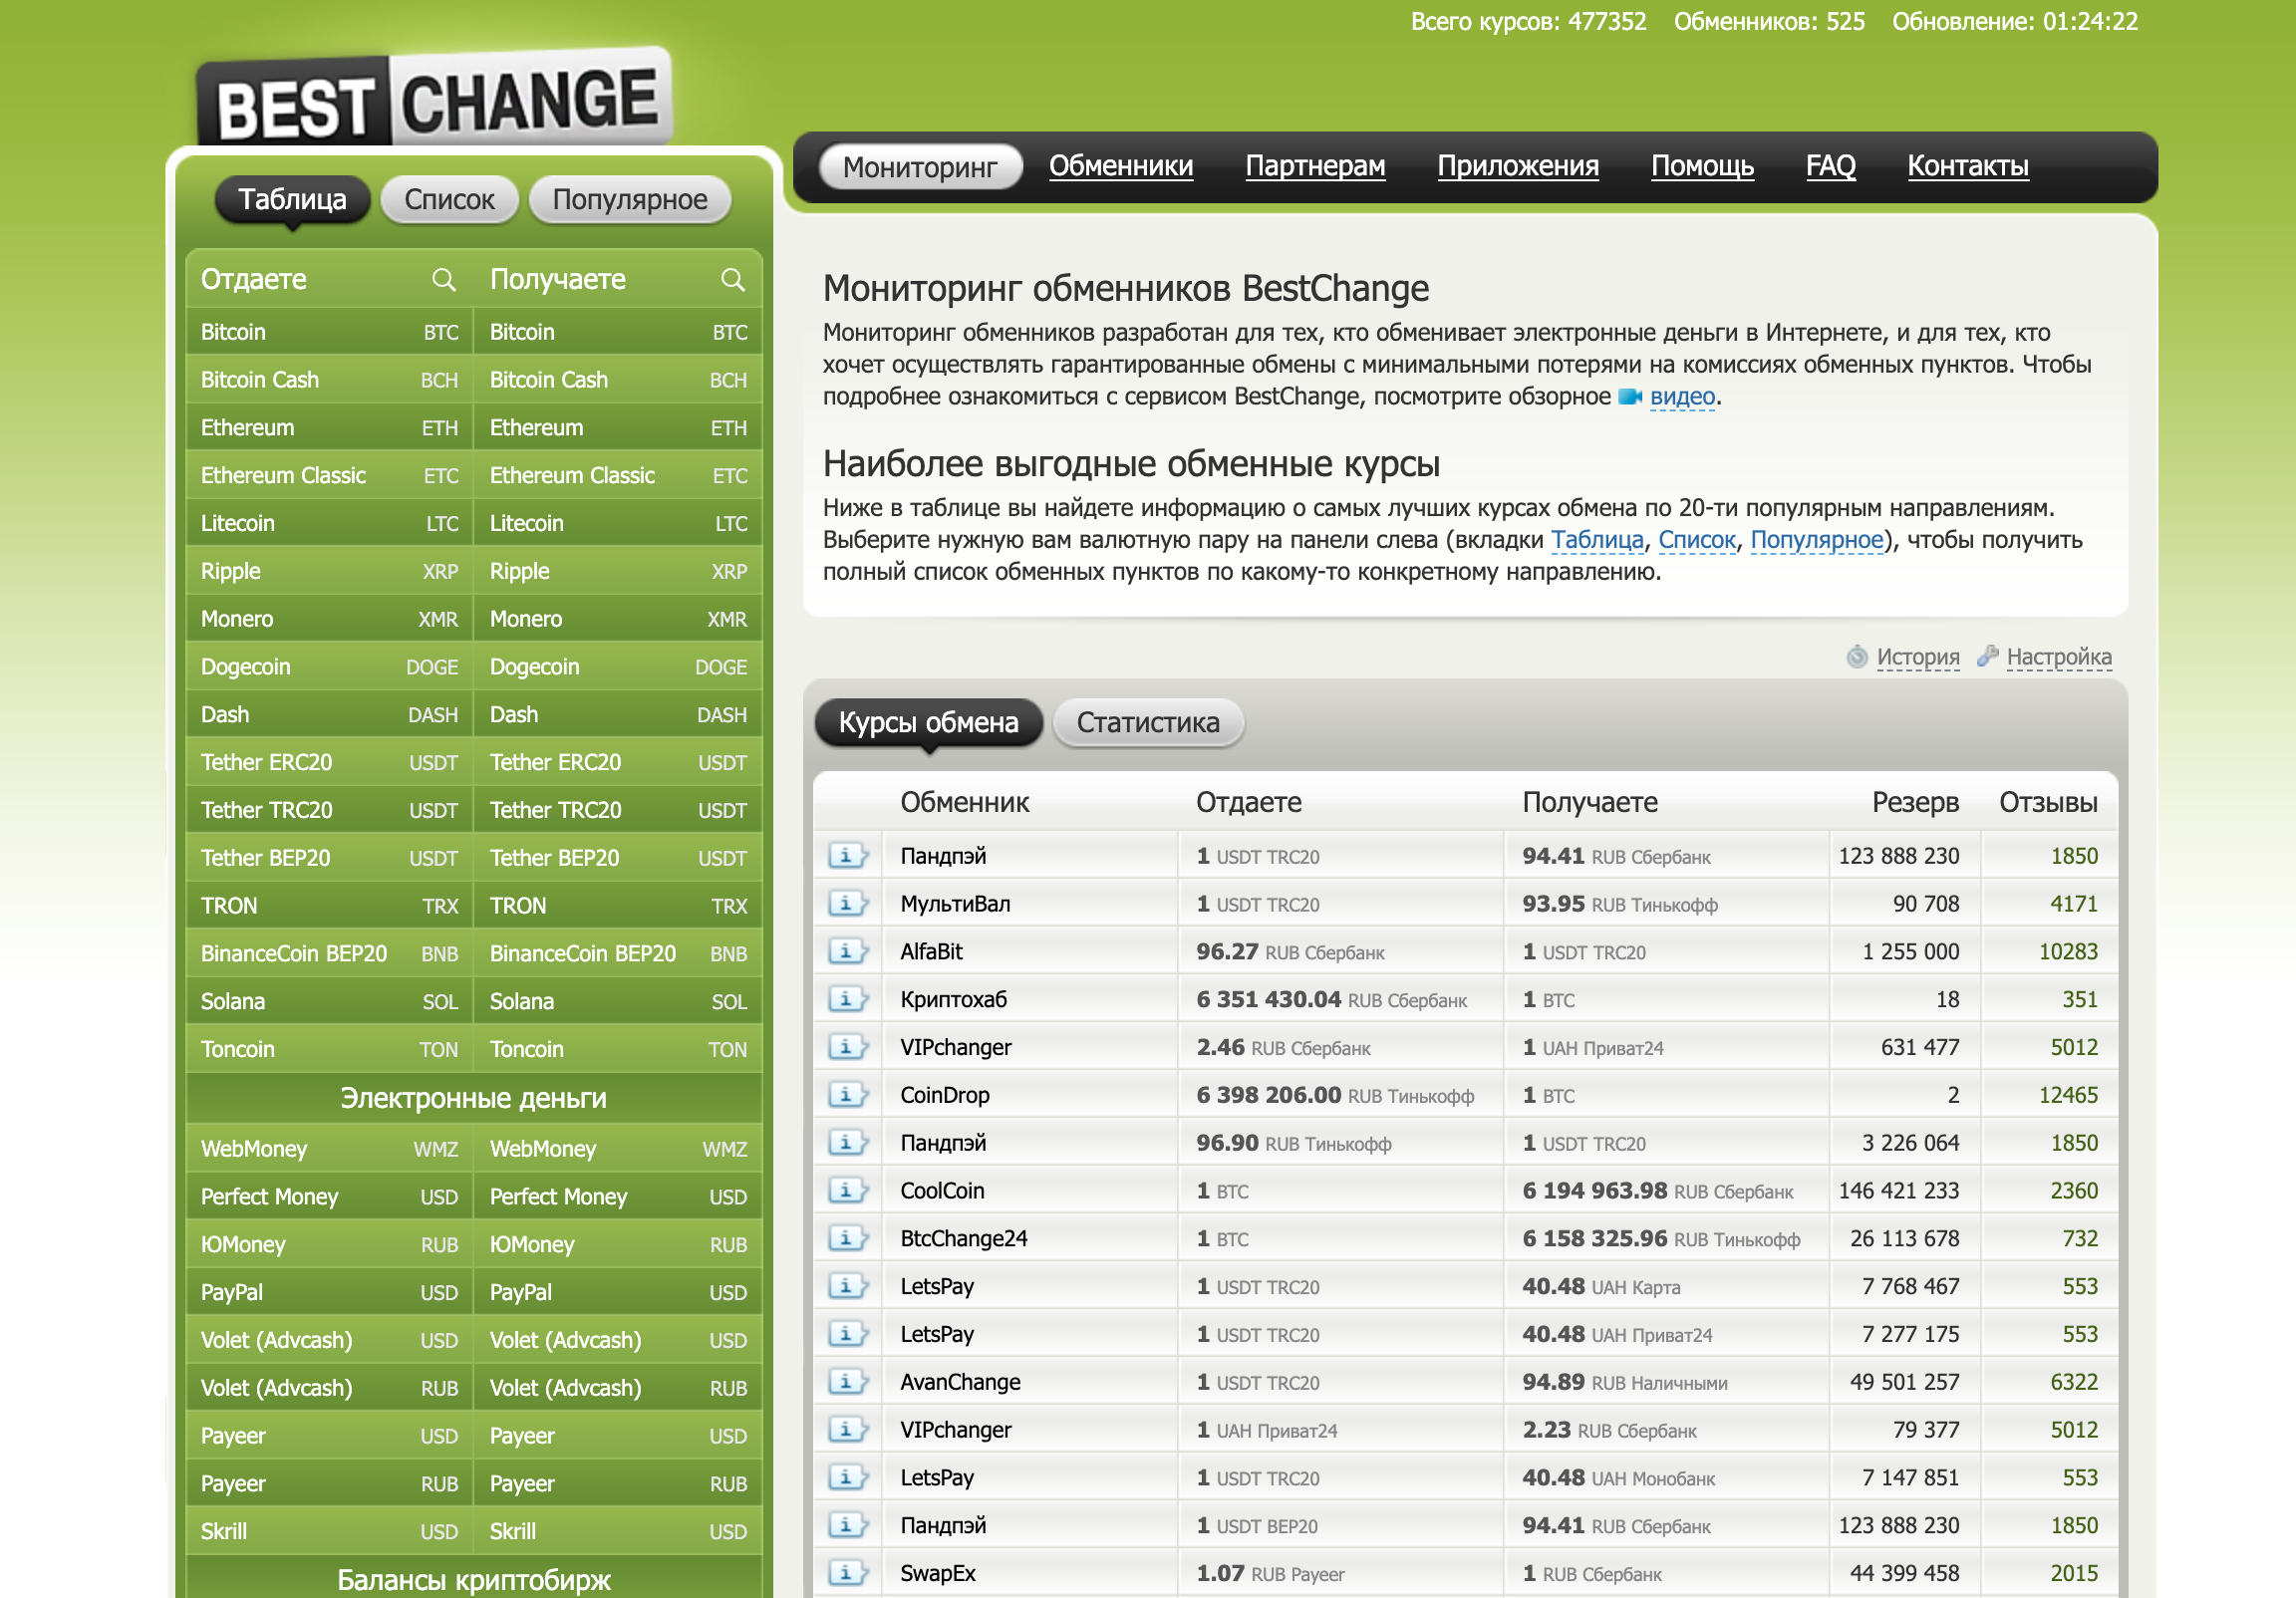 Всего курсов: 477352 Обменников: 525 Обновление: 01:24:22
BEST CHANGE
Мониторинг Обменники Партнерам Приложения Помощь FAQ Контакты
Таблица Список Популярное
Отдаете Получаете
Bitcoin BTC Bitcoin BTC
Bitcoin Cash BCH Bitcoin Cash BCH
Ethereum ETH Ethereum ETH
Ethereum Classic ETC Ethereum Classic ETC
Litecoin LTC Litecoin LTC
Ripple XRP Ripple XRP
Monero XMR Monero XMR
Dogecoin DOGE Dogecoin DOGE
Dash DASH Dash DASH
Tether ERC20 USDT Tether ERC20 USDT
Tether TRC20 USDT Tether TRC20 USDT
Tether BEP20 USDT Tether BEP20 USDT
TRON TRX TRON TRX
BinanceCoin BEP20 BNB BinanceCoin BEP20 BNB
Solana SOL Solana SOL
Toncoin TON Toncoin TON
Электронные деньги
WebMoney WMZ WebMoney WMZ
Perfect Money USD Perfect Money USD
ЮMoney RUB ЮMoney RUB
PayPal USD PayPal USD
Volet (Advcash) USD Volet (Advcash) USD
Volet (Advcash) RUB Volet (Advcash) RUB
Payeer USD Payeer USD
Payeer RUB Payeer RUB
Skrill USD Skrill USD
Балансы криптобирж
Мониторинг обменников BestChange
Мониторинг обменников разработан для тех, кто обменивает электронные деньги в Интернете, и для тех, кто
хочет осуществлять гарантированные обмены с минимальными потерями на комиссиях обменных пунктов. Чтобы
подробнее ознакомиться с сервисом BestChange, посмотрите обзорное видео.
Наиболее выгодные обменные курсы
Ниже в таблице вы найдете информацию о самых лучших курсах обмена по 20-ти популярным направлениям.
Выберите нужную вам валютную пару на панели слева (вкладки Таблица, Список, Популярное), чтобы получить
полный список обменных пунктов по какому-то конкретному направлению.
История Настройка
Курсы обмена Статистика
Обменник Отдаете Получаете Резерв Отзывы
Пандпэй 1 USDT TRC20 94.41 RUB Сбербанк 123 888 230 1850
МультиВал 1 USDT TRC20 93.95 RUB Тинькофф 90 708 4171
AlfaBit 96.27 RUB Сбербанк 1 USDT TRC20 1 255 000 10283
Криптохаб 6 351 430.04 RUB Сбербанк 1 BTC 18 351
VIPchanger 2.46 RUB Сбербанк 1 UAH Приват24 631 477 5012
CoinDrop 6 398 206.00 RUB Тинькофф 1 BTC 2 12465
Пандпэй 96.90 RUB Тинькофф 1 USDT TRC20 3 226 064 1850
CoolCoin 1 BTC 6 194 963.98 RUB Сбербанк 146 421 233 2360
BtcChange24 1 BTC 6 158 325.96 RUB Тинькофф 26 113 678 732
LetsPay 1 USDT TRC20 40.48 UAH Карта 7 768 467 553
LetsPay 1 USDT TRC20 40.48 UAH Приват24 7 277 175 553
AvanChange 1 USDT TRC20 94.89 RUB Наличными 49 501 257 6322
VIPchanger 1 UAH Приват24 2.23 RUB Сбербанк 79 377 5012
LetsPay 1 USDT TRC20 40.48 UAH Монобанк 7 147 851 553
Пандпэй 1 USDT BEP20 94.41 RUB Сбербанк 123 888 230 1850
SwapEx 1.07 RUB Payeer 1 RUB Сбербанк 44 399 458 2015